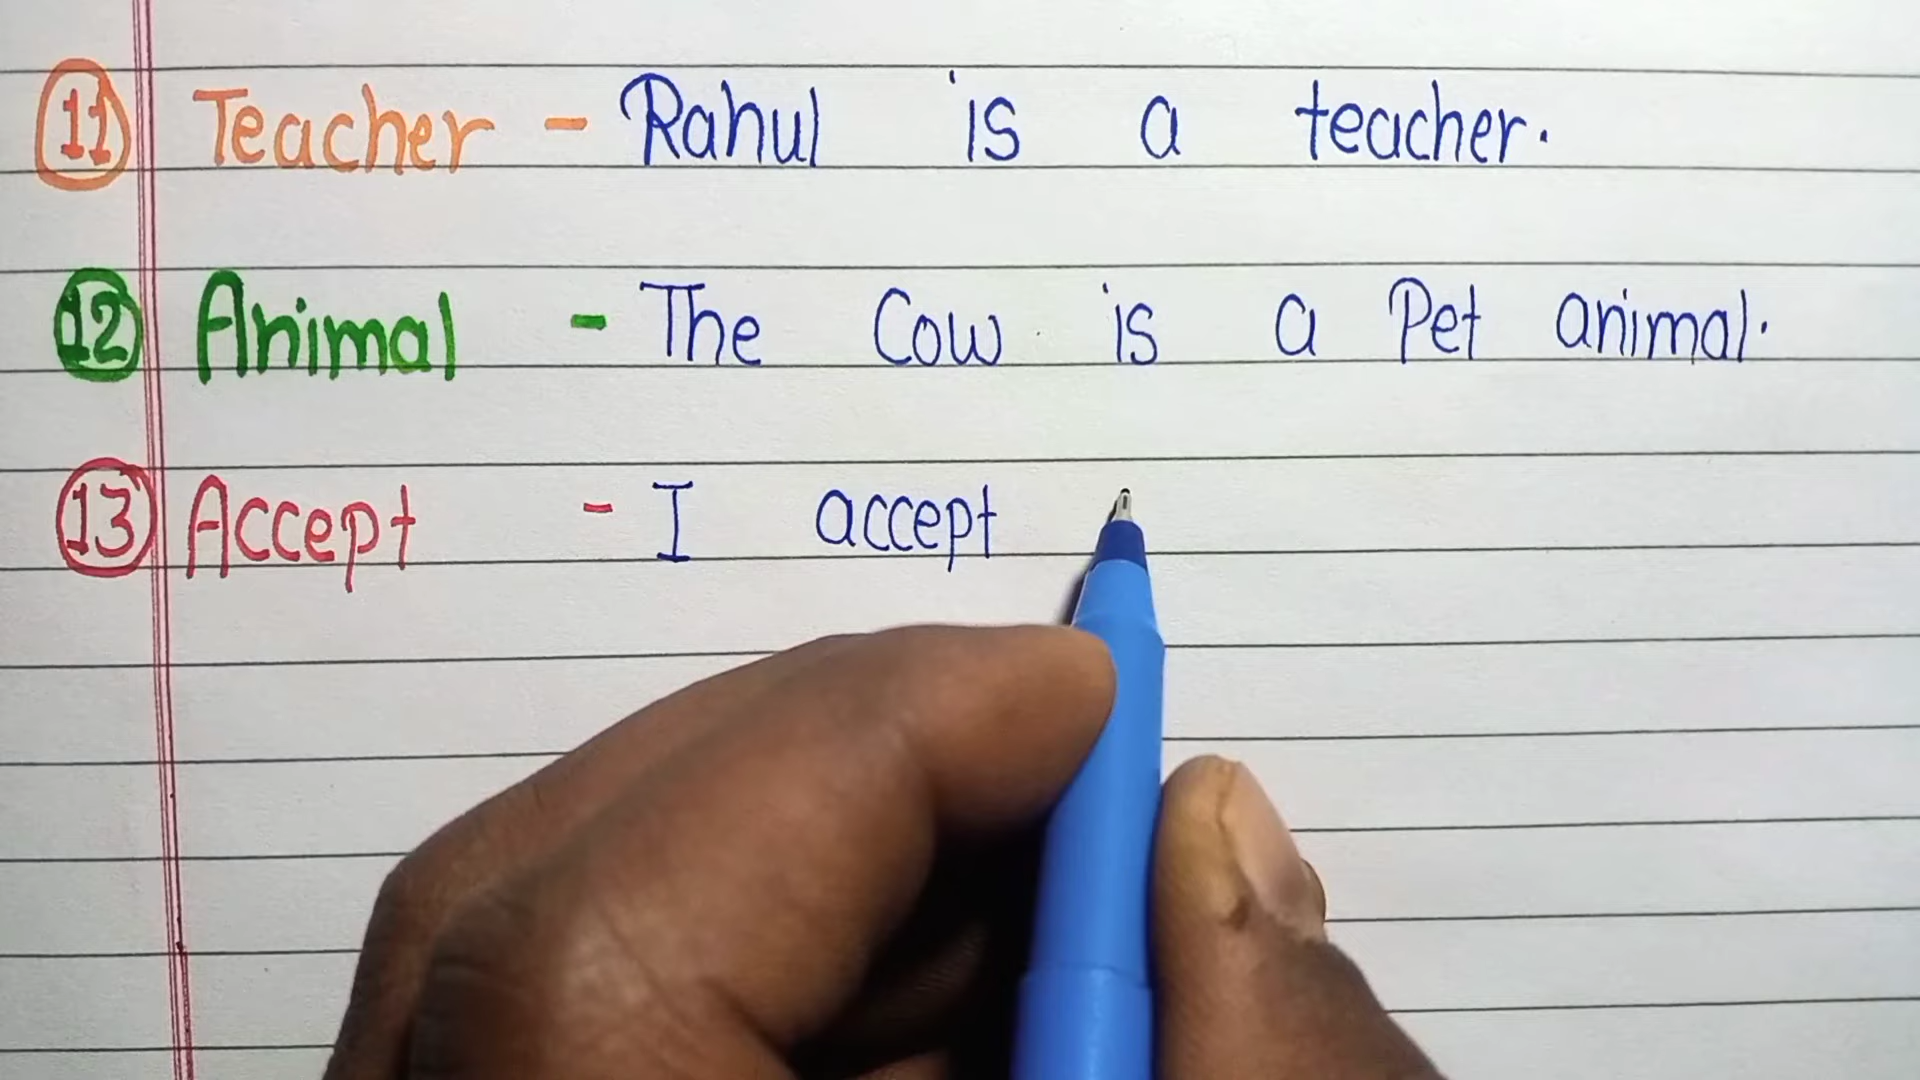 11 Teacher - Rahul is a teacher.
12 Animal - The Cow is a Pet animal.
13 Accept - I accept